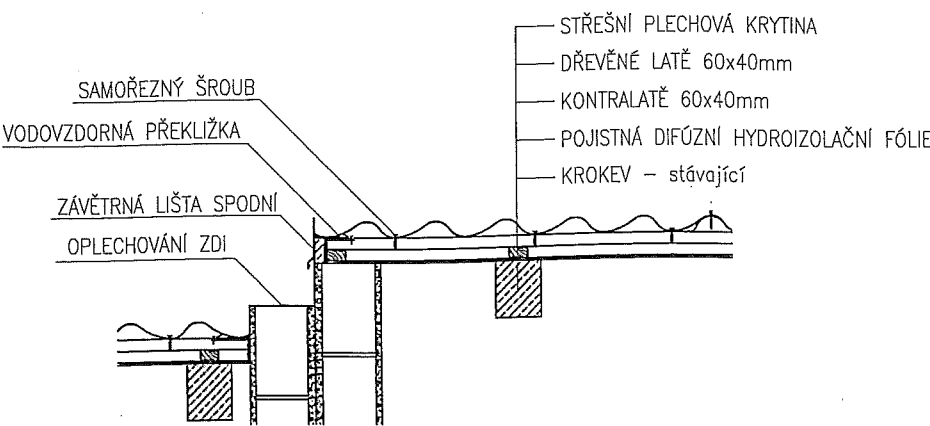 STŘEŠNÍ PLECHOVÁ KRYTINA
DŘEVĚNÉ LATĚ 60x40mm
KONTRALATĚ 60x40mm
POJISTNÁ DIFÚZNÍ HYDROIZOLAČNÍ FÓLIE
KROKEV – stávající
SAMOŘEZNÝ ŠROUB
VODOVZDORNÁ PŘEKLIŽKA
ZÁVĚTRNÁ LIŠTA SPODNÍ
OPLECHOVÁNÍ ZDI